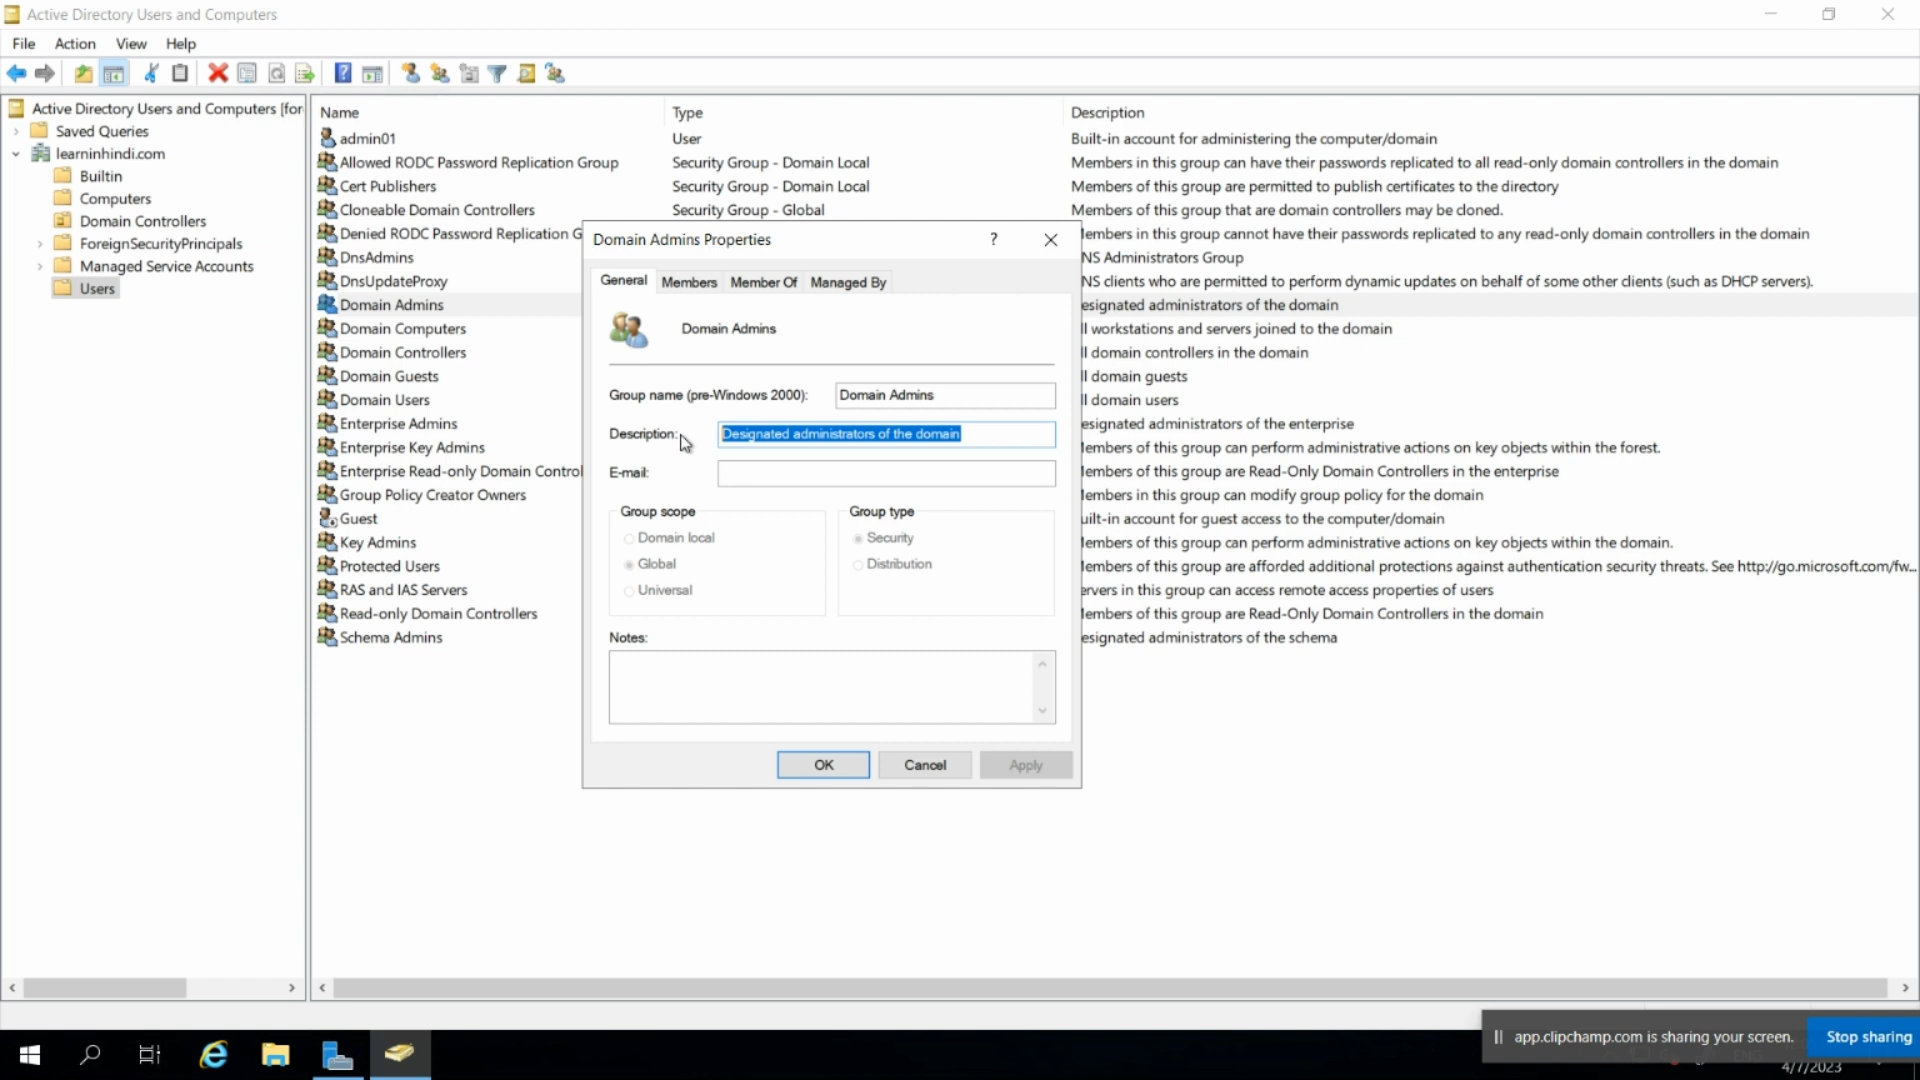 Active Directory Users and Computers
File Action View Help
Active Directory Users and Computers [for
Saved Queries
learninhindi.com
Builtin
Computers
Domain Controllers
ForeignSecurityPrincipals
Managed Service Accounts
Users
Name Type Description
admin01 User Built-in account for administering the computer/domain
Allowed RODC Password Replication Group Security Group - Domain Local Members in this group can have their passwords replicated to all read-only domain controllers in the domain
Cert Publishers Security Group - Domain Local Members of this group are permitted to publish certificates to the directory
Cloneable Domain Controllers Security Group - Global Members of this group that are domain controllers may be cloned.
Denied RODC Password Replication G embers in this group cannot have their passwords replicated to any read-only domain controllers in the domain
DnsAdmins NS Administrators Group
DnsUpdateProxy NS clients who are permitted to perform dynamic updates on behalf of some other clients (such as DHCP servers).
Domain Admins esignated administrators of the domain
Domain Computers ll workstations and servers joined to the domain
Domain Controllers ll domain controllers in the domain
Domain Guests ll domain guests
Domain Users ll domain users
Enterprise Admins esignated administrators of the enterprise
Enterprise Key Admins embers of this group can perform administrative actions on key objects within the forest.
Enterprise Read-only Domain Control embers of this group are Read-Only Domain Controllers in the enterprise
Group Policy Creator Owners embers in this group can modify group policy for the domain
Guest uilt-in account for guest access to the computer/domain
Key Admins embers of this group can perform administrative actions on key objects within the domain.
Protected Users embers of this group are afforded additional protections against authentication security threats. See http://go.microsoft.com/fw...
RAS and IAS Servers ervers in this group can access remote access properties of users
Read-only Domain Controllers embers of this group are Read-Only Domain Controllers in the domain
Schema Admins esignated administrators of the schema
Domain Admins Properties ?
General Members Member Of Managed By
Domain Admins
Group name (pre-Windows 2000): Domain Admins
Description: Designated administrators of the domain
E-mail:
Group scope Group type
Domain local Security
Global Distribution
Universal
Notes:
OK Cancel Apply
app.clipchamp.com is sharing your screen. Stop sharing
4/7/2023